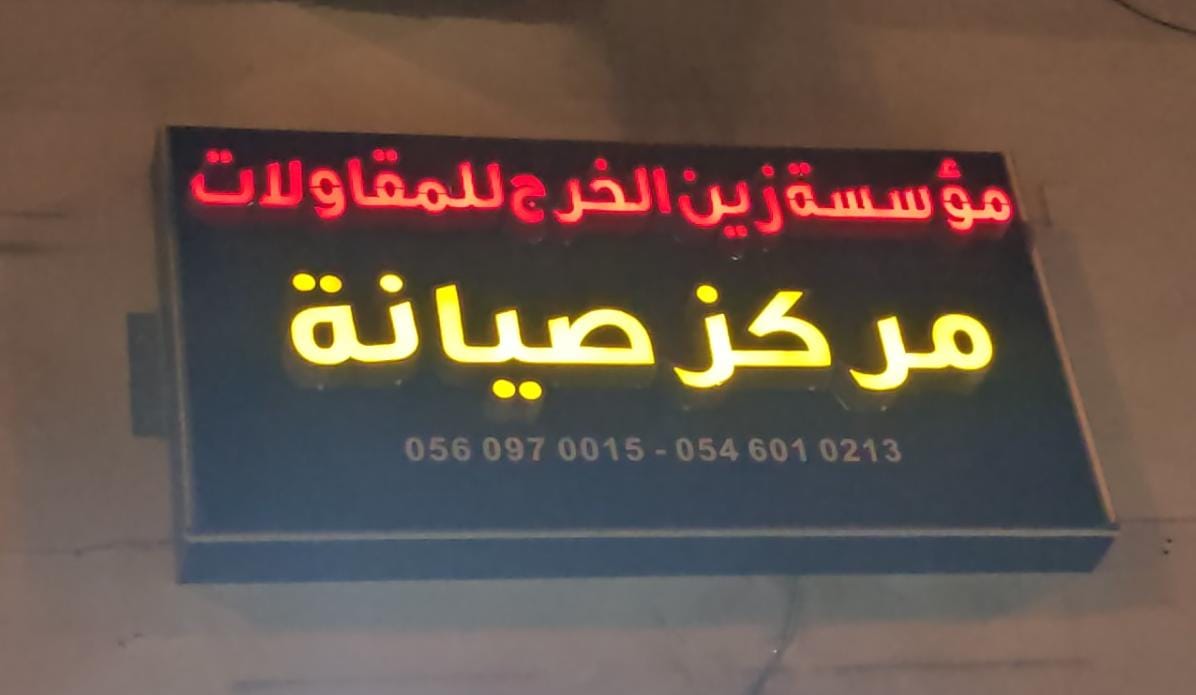 مؤسسة زين الخرج للمقاولات
مركز صيانة
056 097 0015 - 054 601 0213